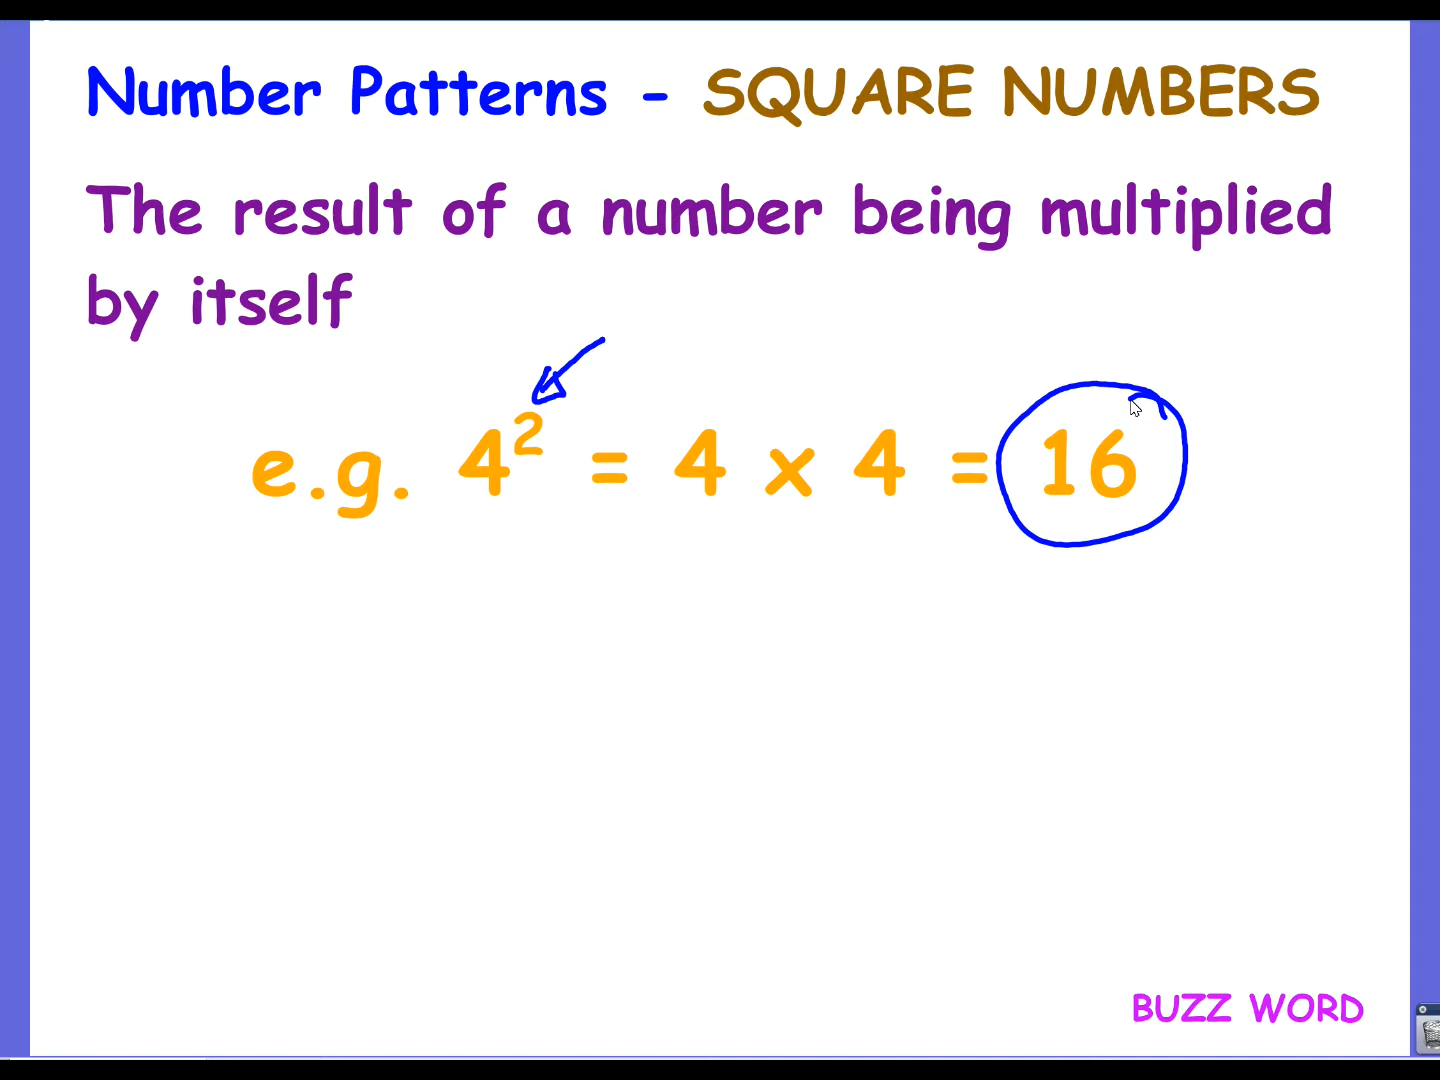 Number Patterns - SQUARE NUMBERS
The result of a number being multiplied
by itself
e.g. 4² = 4 x 4 = 16
BUZZ WORD